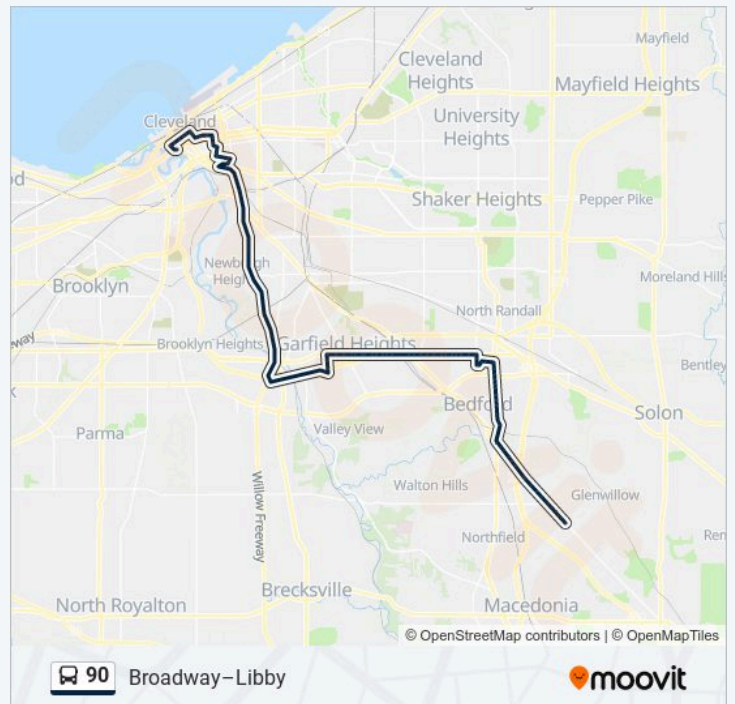 Mayfield
Cleveland
Heights
Mayfield Heights
Cleveland
University
Heights
Shaker Heights
Pepper Pike
Newburgh
Heights
Moreland Hills
Brooklyn
North Randall
eway
Brooklyn Heights
Garfield Heights
Bentley
Bedford
Solon
Parma
Valley View
Willow Freeway
Walton Hills
Glenwillow
Northfield
Ren
Brecksville
North Royalton
Macedonia
© OpenStreetMap contributors | © OpenMapTiles
90 Broadway–Libby
moovit